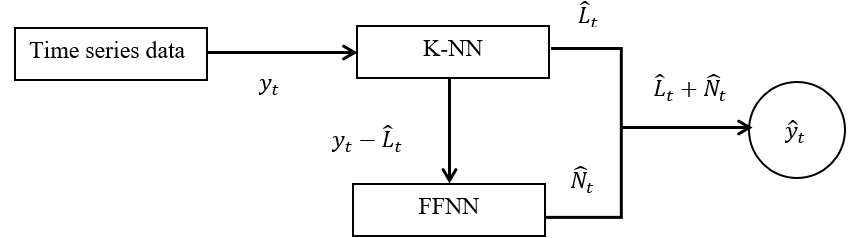 Time series data
y_t
K-NN
L̂_t
y_t − L̂_t
L̂_t + N̂_t
ŷ_t
FFNN
N̂_t